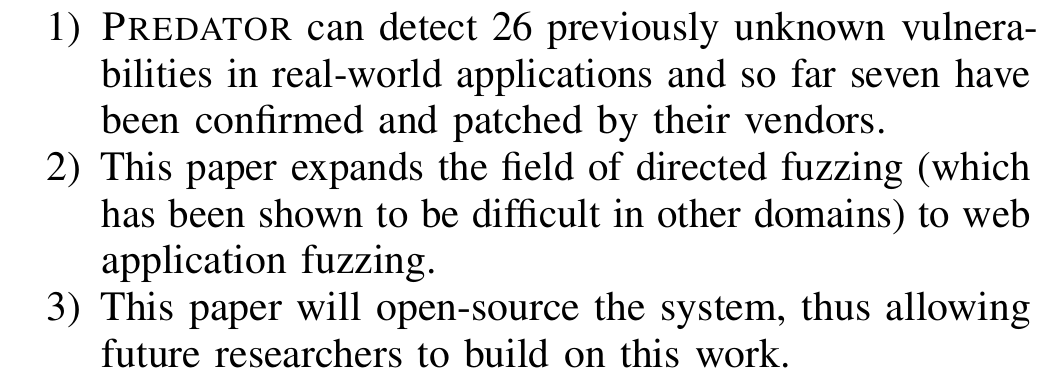 1) PREDATOR can detect 26 previously unknown vulnera-
bilities in real-world applications and so far seven have
been confirmed and patched by their vendors.
2) This paper expands the field of directed fuzzing (which
has been shown to be difficult in other domains) to web
application fuzzing.
3) This paper will open-source the system, thus allowing
future researchers to build on this work.